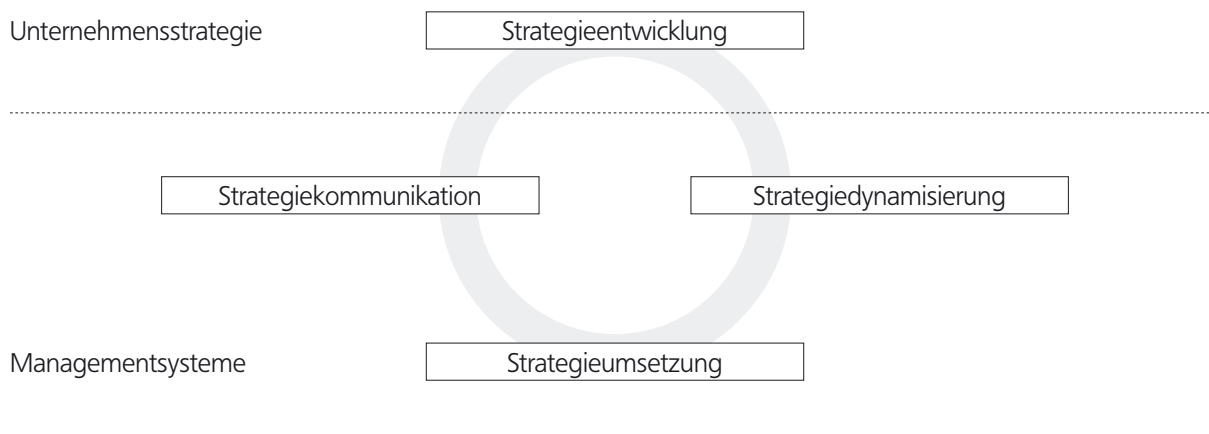 Unternehmensstrategie
Strategieentwicklung
Strategiekommunikation
Strategiedynamisierung
Managementsysteme
Strategieumsetzung